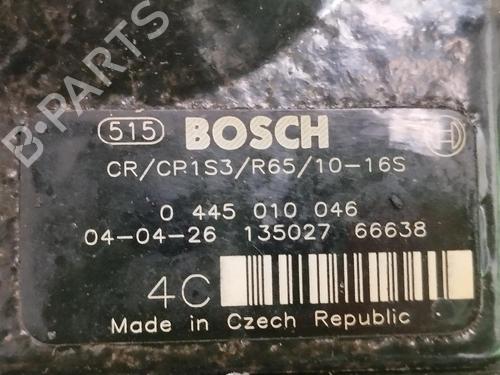 B-PARTS
515 BOSCH
CR/CP1S3/R65/10-16S
0 445 010 046
04-04-26 135027 66638
4C
Made in Czech Republic